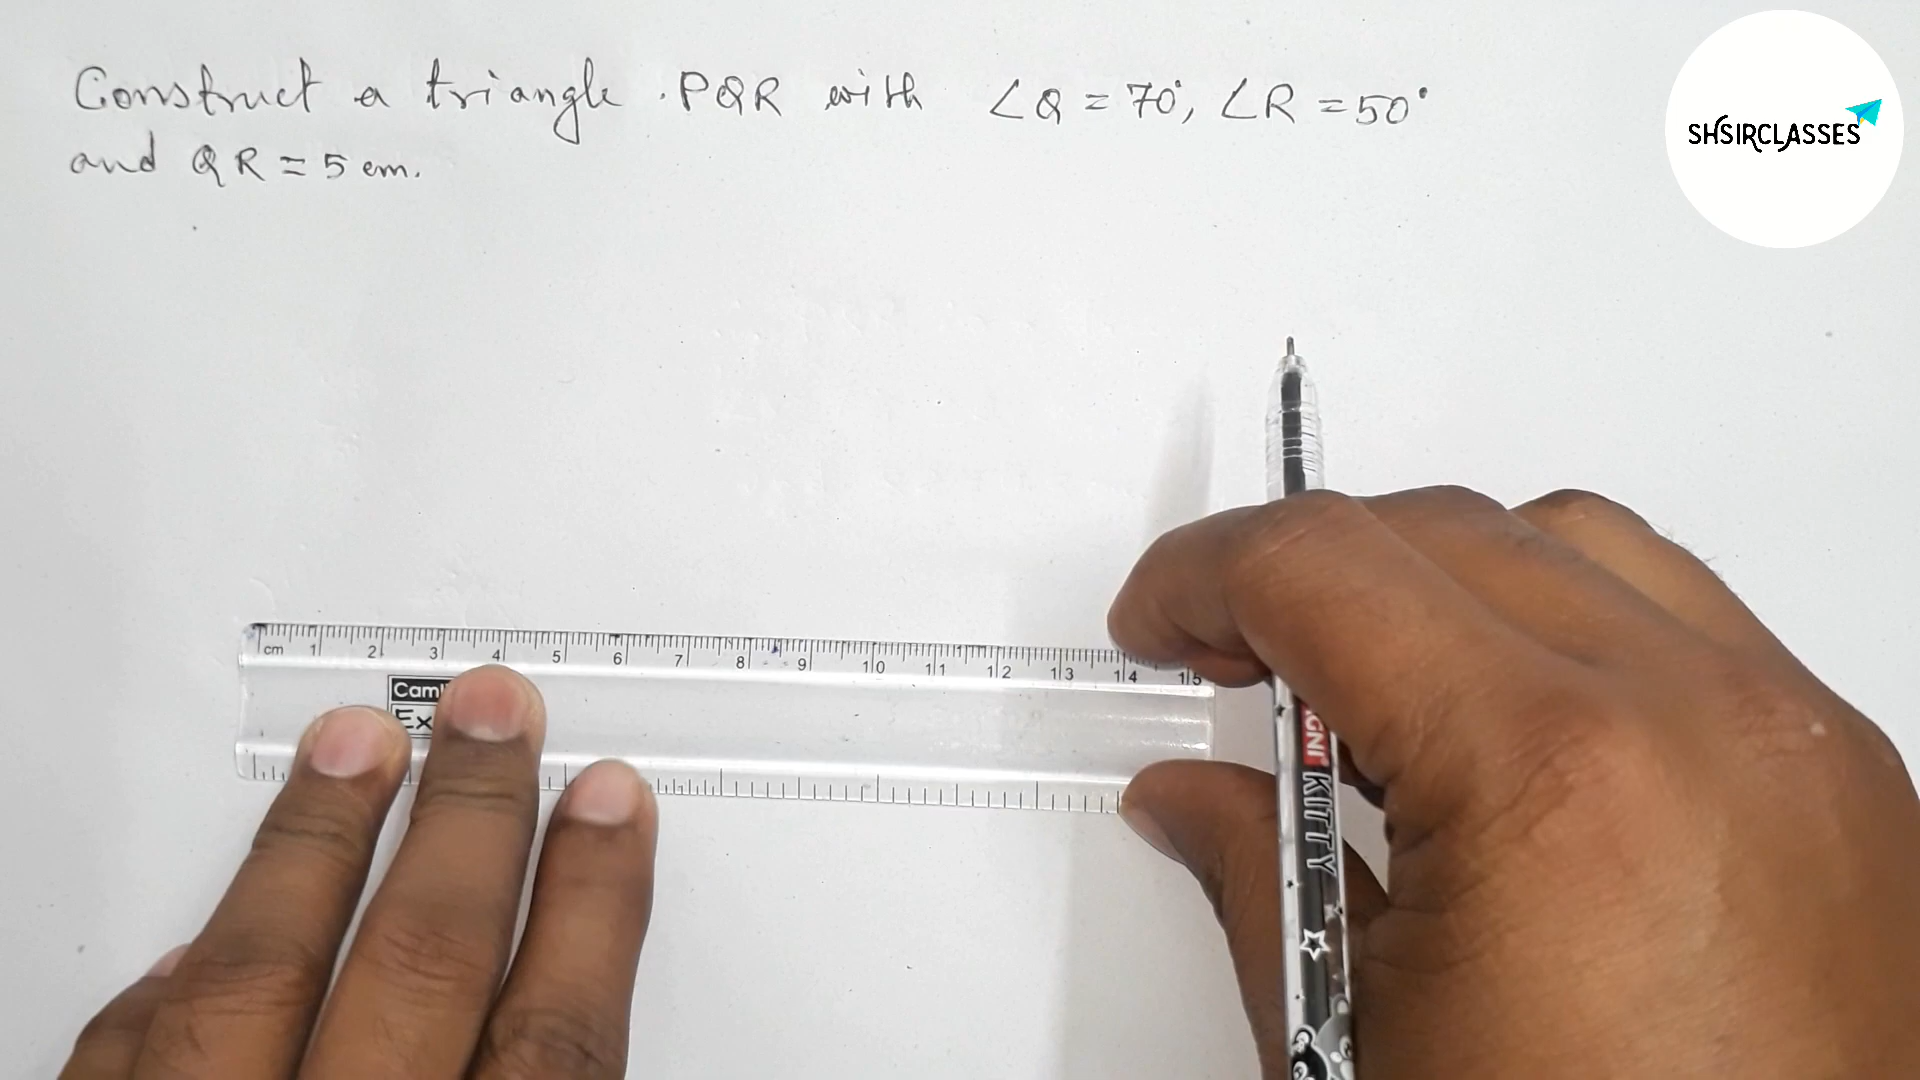 Construct a triangle PQR with ∠Q = 70°, ∠R = 50°
and QR = 5 cm.
SHSIRCLASSES
cm 1 2 3 4 5 6 7 8 9 10 11 12 13 14 15
KITTY